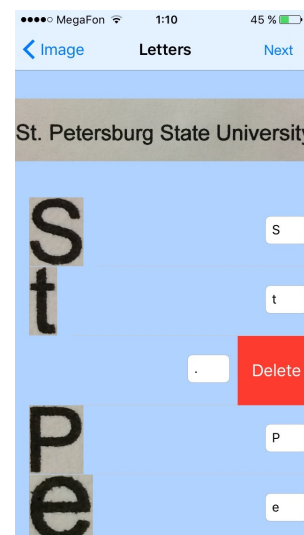 ●●●●○ MegaFon 1:10 45 %
Image Letters Next
St. Petersburg State University
S S
t t
. Delete
P P
e e